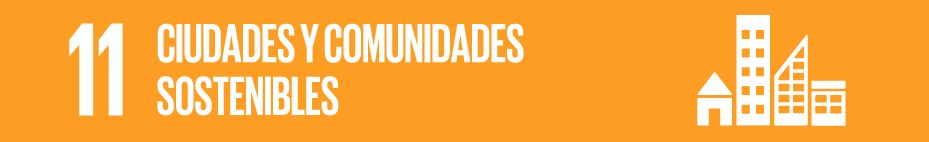 11
CIUDADES Y COMUNIDADES
SOSTENIBLES